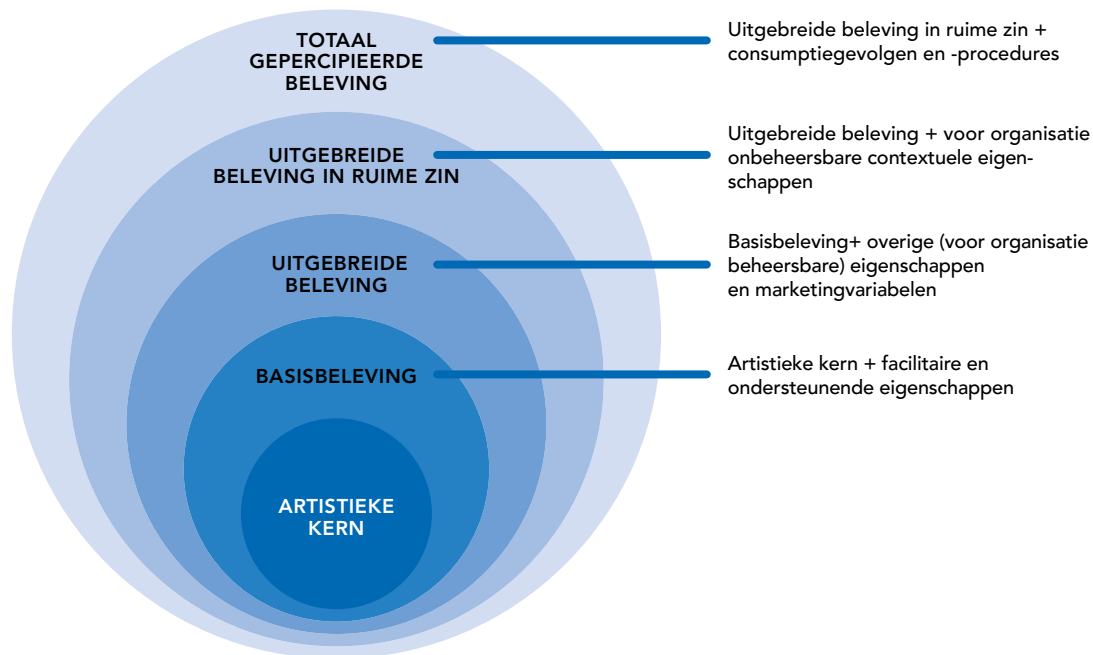 TOTAAL
GEPERCIPIEERDE
BELEVING
Uitgebreide beleving in ruime zin +
consumptiegevolgen en -procedures
UITGEBREIDE
BELEVING IN RUIME ZIN
Uitgebreide beleving + voor organisatie
onbeheersbare contextuele eigen-
schappen
UITGEBREIDE
BELEVING
Basisbeleving+ overige (voor organisatie
beheersbare) eigenschappen
en marketingvariabelen
BASISBELEVING
Artistieke kern + facilitaire en
ondersteunende eigenschappen
ARTISTIEKE
KERN